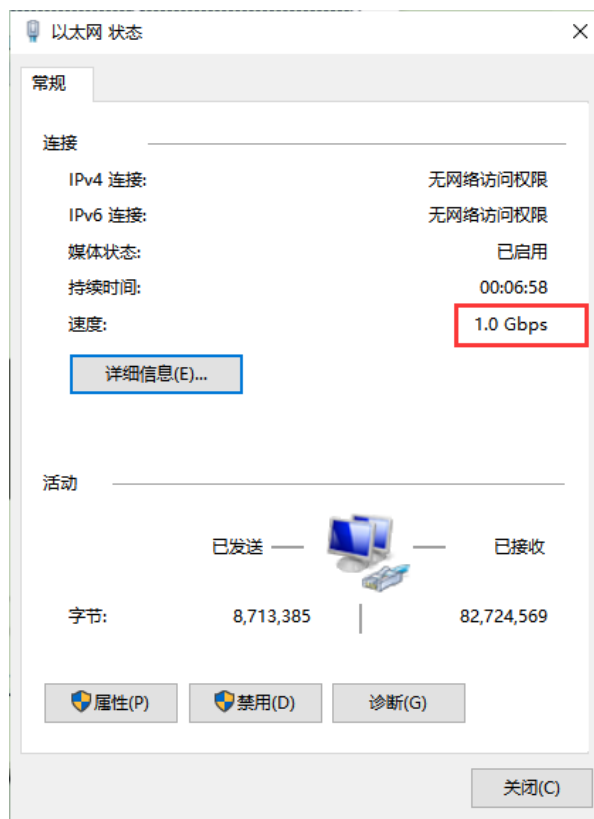 以太网 状态
常规
连接
IPv4 连接: 无网络访问权限
IPv6 连接: 无网络访问权限
媒体状态: 已启用
持续时间: 00:06:58
速度: 1.0 Gbps
详细信息(E)...
活动
已发送 已接收
字节: 8,713,385 82,724,569
属性(P) 禁用(D) 诊断(G)
关闭(C)